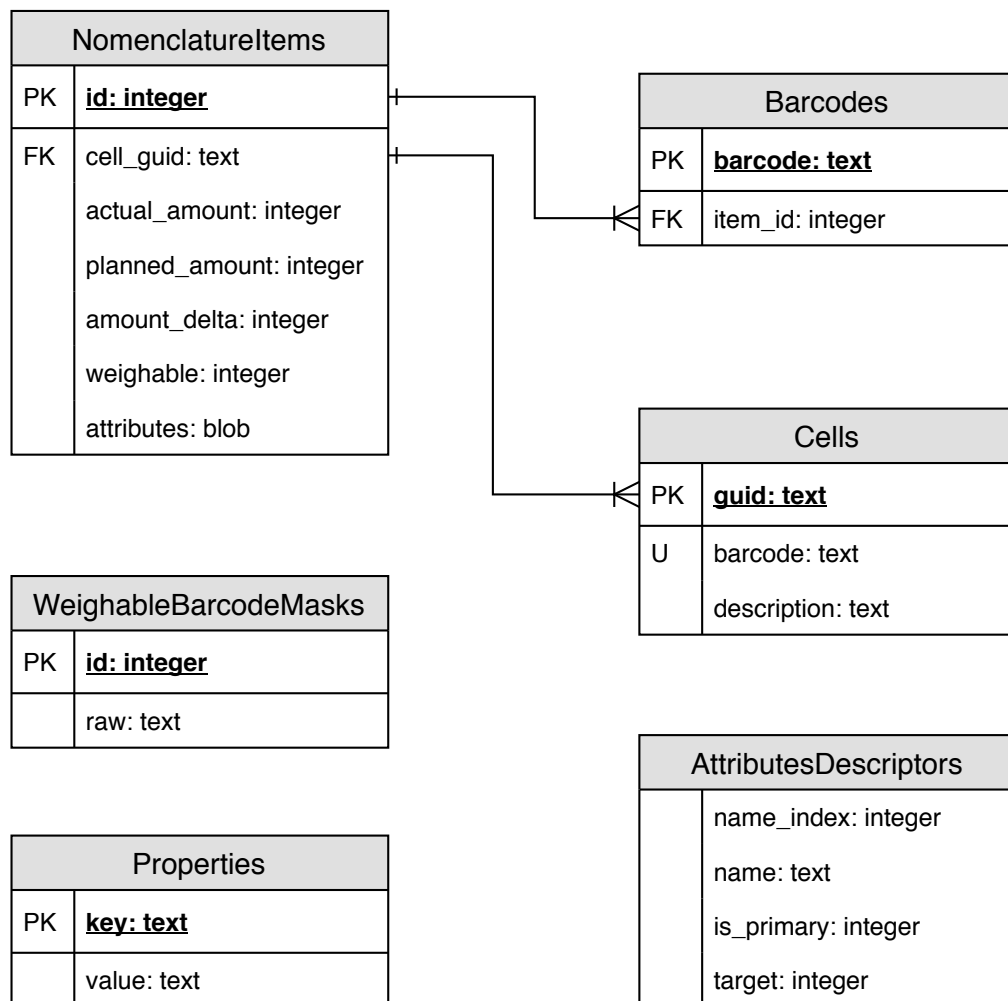 NomenclatureItems
PK id: integer
FK cell_guid: text
actual_amount: integer
planned_amount: integer
amount_delta: integer
weighable: integer
attributes: blob
Barcodes
PK barcode: text
FK item_id: integer
Cells
PK guid: text
U barcode: text
description: text
WeighableBarcodeMasks
PK id: integer
raw: text
AttributesDescriptors
name_index: integer
name: text
is_primary: integer
target: integer
Properties
PK key: text
value: text